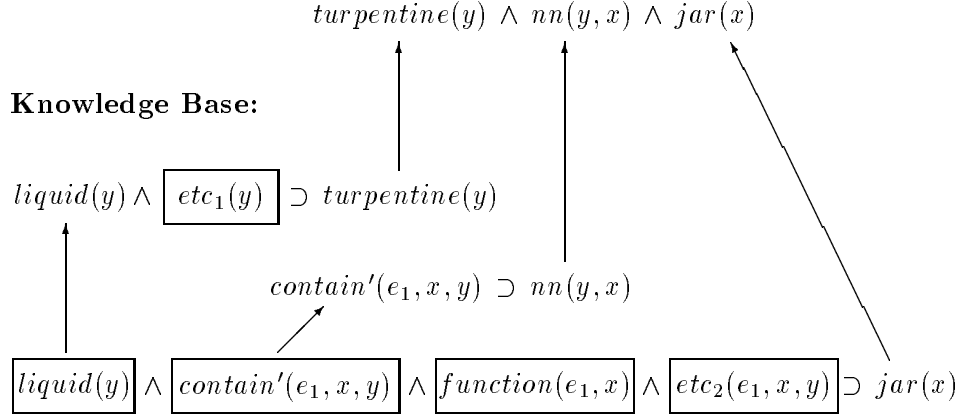 turpentine(y) ∧ nn(y, x) ∧ jar(x)
Knowledge Base:
liquid(y) ∧ etc₁(y) ⊃ turpentine(y)
contain′(e₁, x, y) ⊃ nn(y, x)
liquid(y) ∧ contain′(e₁, x, y) ∧ function(e₁, x) ∧ etc₂(e₁, x, y) ⊃ jar(x)